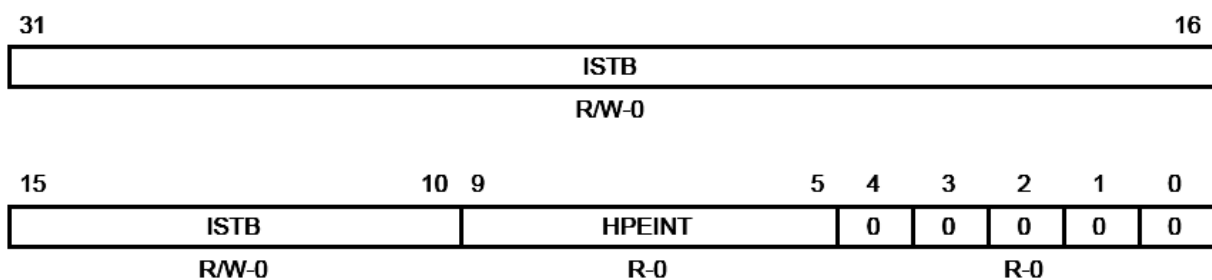 31 16
ISTB
R/W-0
15 10 9 5 4 3 2 1 0
ISTB HPEINT 0 0 0 0 0
R/W-0 R-0 R-0